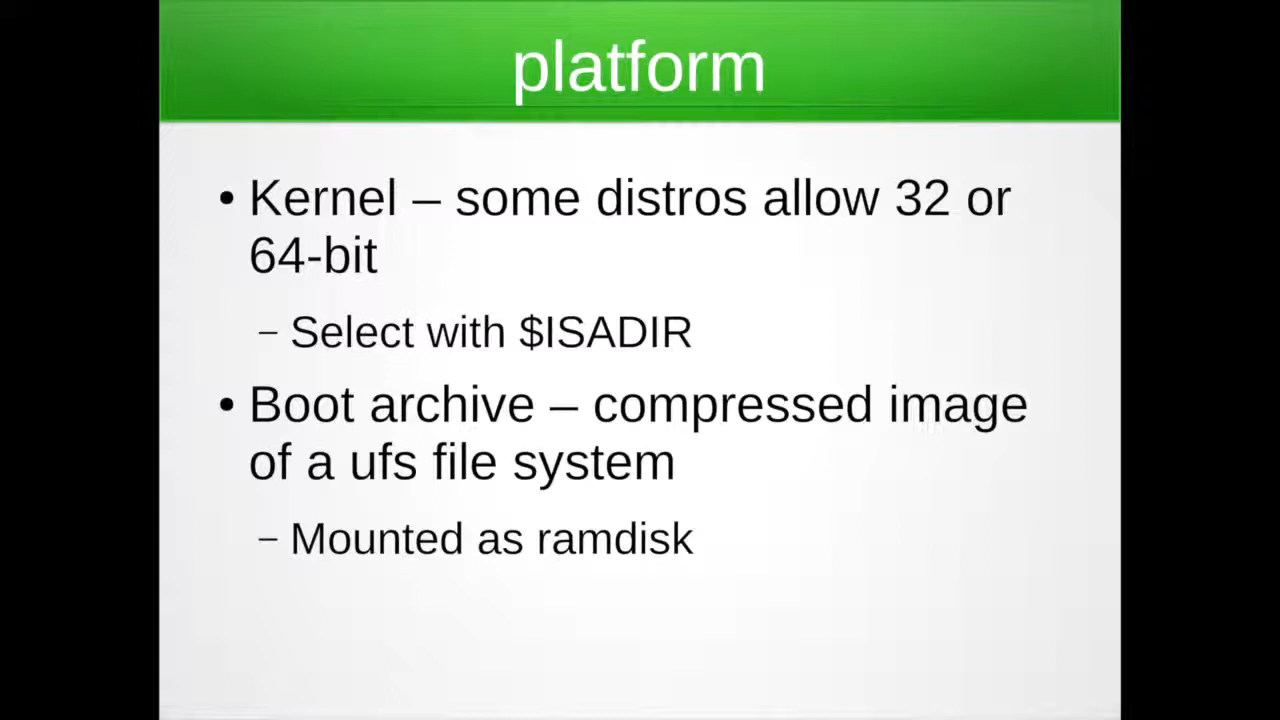 platform
• Kernel – some distros allow 32 or
64-bit
– Select with $ISADIR
• Boot archive – compressed image
of a ufs file system
– Mounted as ramdisk